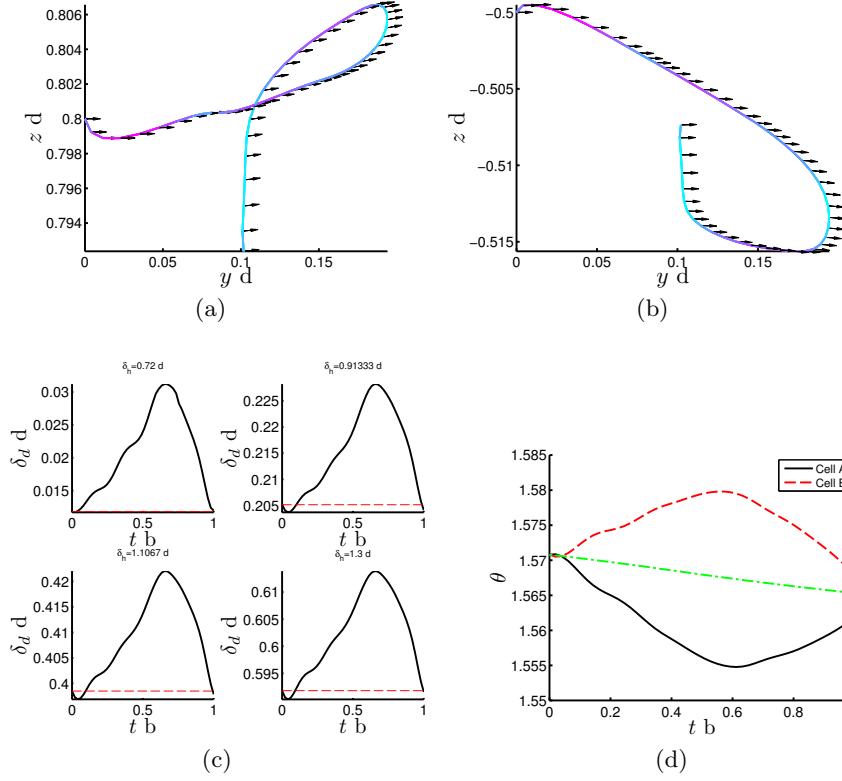 0.806
0.804
0.802
0.8
0.798
0.796
0.794
z d
0
0.05
0.1
0.15
y d
(a)
−0.5
−0.505
−0.51
−0.515
z d
0
0.05
0.1
0.15
y d
(b)
δh=0.72 d
0.03
0.025
0.02
0.015
δd d
0
0.5
1
t b
δh=0.91333 d
0.225
0.22
0.215
0.21
0.205
δd d
0
0.5
1
t b
δh=1.1067 d
0.42
0.415
0.41
0.405
0.4
δd d
0
0.5
1
t b
δh=1.3 d
0.61
0.605
0.6
0.595
δd d
0
0.5
1
t b
(c)
1.585
1.58
1.575
1.57
1.565
1.56
1.555
1.55
θ
0
0.2
0.4
0.6
0.8
t b
Cell A
Cell B
(d)